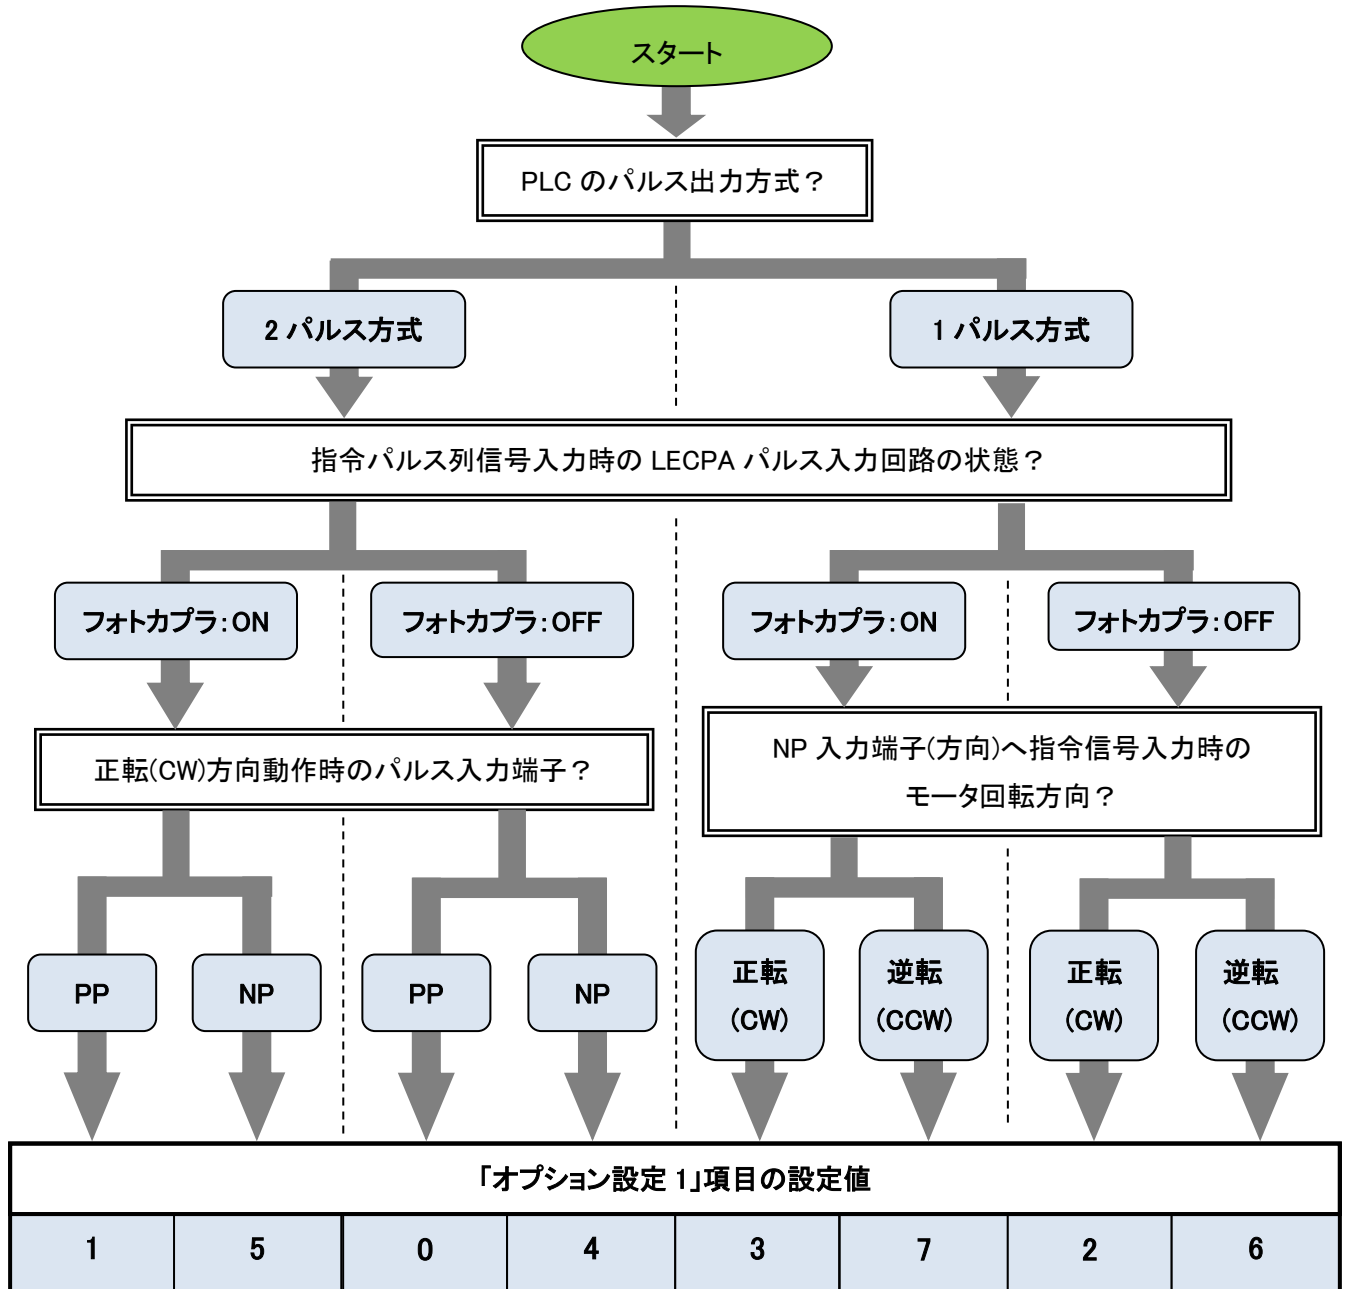 スタート
PLC のパルス出力方式？
2 パルス方式
1 パルス方式
指令パルス列信号入力時の LECPA パルス入力回路の状態？
フォトカプラ：ON
フォトカプラ：OFF
フォトカプラ：ON
フォトカプラ：OFF
正転(CW)方向動作時のパルス入力端子？
NP 入力端子(方向)へ指令信号入力時の
モータ回転方向？
PP
NP
PP
NP
正転
(CW)
逆転
(CCW)
正転
(CW)
逆転
(CCW)
「オプション設定 1」項目の設定値
1 5 0 4 3 7 2 6